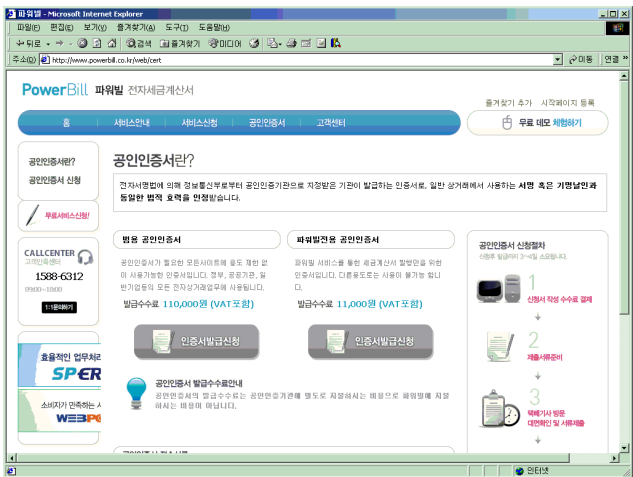 파워빌 - Microsoft Internet Explorer
파일(F) 편집(E) 보기(V) 즐겨찾기(A) 도구(T) 도움말(H)
뒤로 검색 즐겨찾기 미디어
주소(D) http://www.powerbill.co.kr/web/cert 이동 연결 »
PowerBill 파워빌 전자세금계산서
즐겨찾기 추가 시작페이지 등록
홈 서비스안내 서비스신청 공인인증서 고객센터
무료 데모 체험하기
공인인증서란?
공인인증서 신청
무료서비스신청!
CALLCENTER
고객만족센터
1588-6312
09:00~18:00
1:1문의하기
효율적인 업무처리
SP ER
소비자가 만족하는
WEBPO
공인인증서란?
전자서명법에 의해 정보통신부로부터 공인인증기관으로 지정받은 기관이 발급하는 인증서로, 일반 상거래에서 사용하는 서명 혹은 기명날인과
동일한 법적 효력을 인정받습니다.
범용 공인인증서
공인인증서가 필요한 모든사이트에 용도 제한 없
이 사용가능한 인증서입니다. 정부, 공공기관, 일
반기업등의 모든 전자상거래업무에 사용됩니다.
발급수수료 110,000원 (VAT포함)
인증서발급신청
파워빌전용 공인인증서
파워빌 서비스를 통한 세금계산서 발행만을 위한
인증서입니다. 다른용도로는 사용이 불가능 합니
다.
발급수수료 11,000원 (VAT포함)
인증서발급신청
공인인증서 발급수수료안내
공인인증서의 발급수수료는 공인인증기관에 별도로 지불하시는 비용으로 파워빌에 지불
하시는 비용이 아닙니다.
공인인증서 신청절차
신청후 발급까지 3~4일 소요됩니다.
1
신청서 작성 수수료 결제
2
제출서류준비
3
택배기사 방문
대면확인 및 서류제출
인터넷